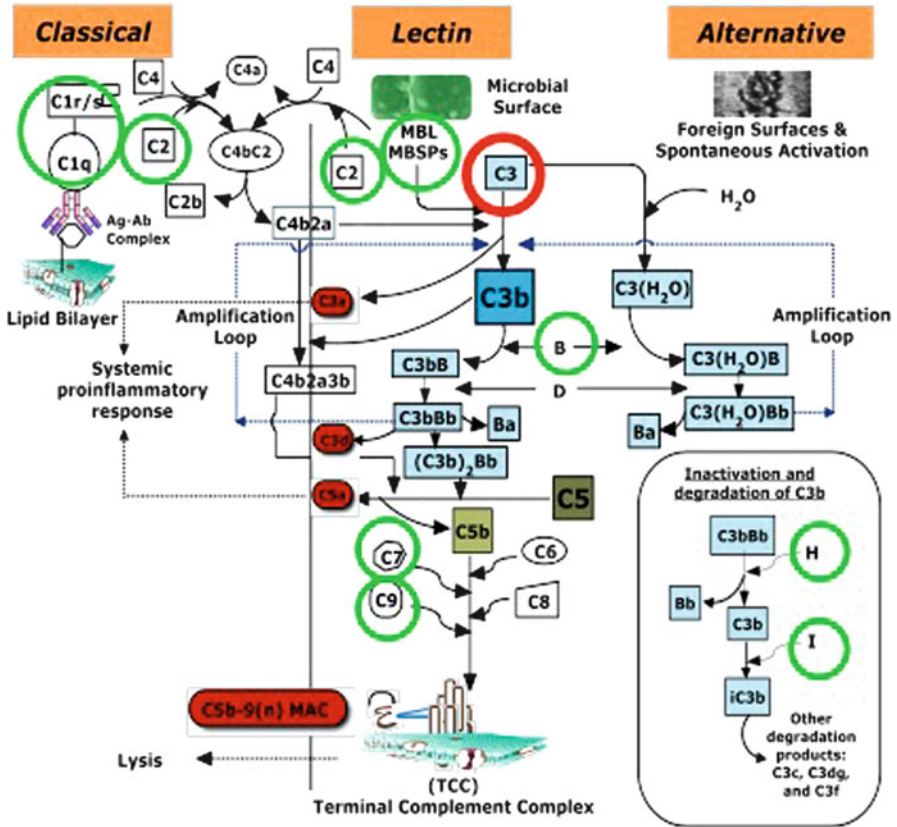 Classical
Lectin
Alternative
C4
C4a
C4
Microbial
Surface
C1r/s
C1q
C2
C4bC2
C2
MBL
MBSPs
C3
Foreign Surfaces &
Spontaneous Activation
C2b
H₂O
Ag-Ab
Complex
C4b2a
Lipid Bilayer
C3a
C3b
C3(H₂O)
Amplification
Loop
Amplification
Loop
Systemic
proinflammatory
response
B
C3bB
C3(H₂O)B
C4b2a3b
D
C3bBb
Ba
C3(H₂O)Bb
Ba
C3d
(C3b)₂Bb
C5a
C5
C5b
C7
C6
C9
C8
Inactivation and
degradation of C3b
C3bBb
H
Bb
C3b
I
iC3b
Other
degradation
products:
C3c, C3dg,
and C3f
C5b-9(n) MAC
Lysis
(TCC)
Terminal Complement Complex